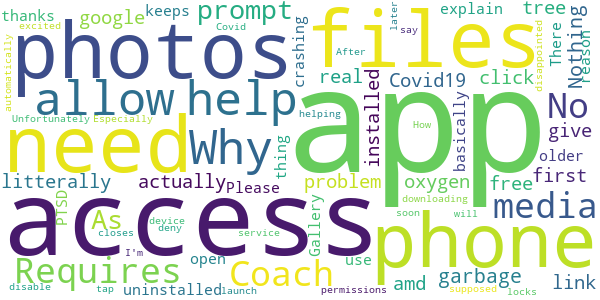 thanks google keeps prompt Covid explain tree later
excited photos crashing files say There Nothing
automatically allow help After real Covid19 click disappointed reason
Unfortunately Especially helping installed No
need Why thing app How basically give older
litterally actually Please problem oxygen free first
access PTSD As device deny Gallery downloading media
closes service open use phone soon will
Requires I'm Coach amd garbage link
disable tap uninstalled launch permissions locks supposed